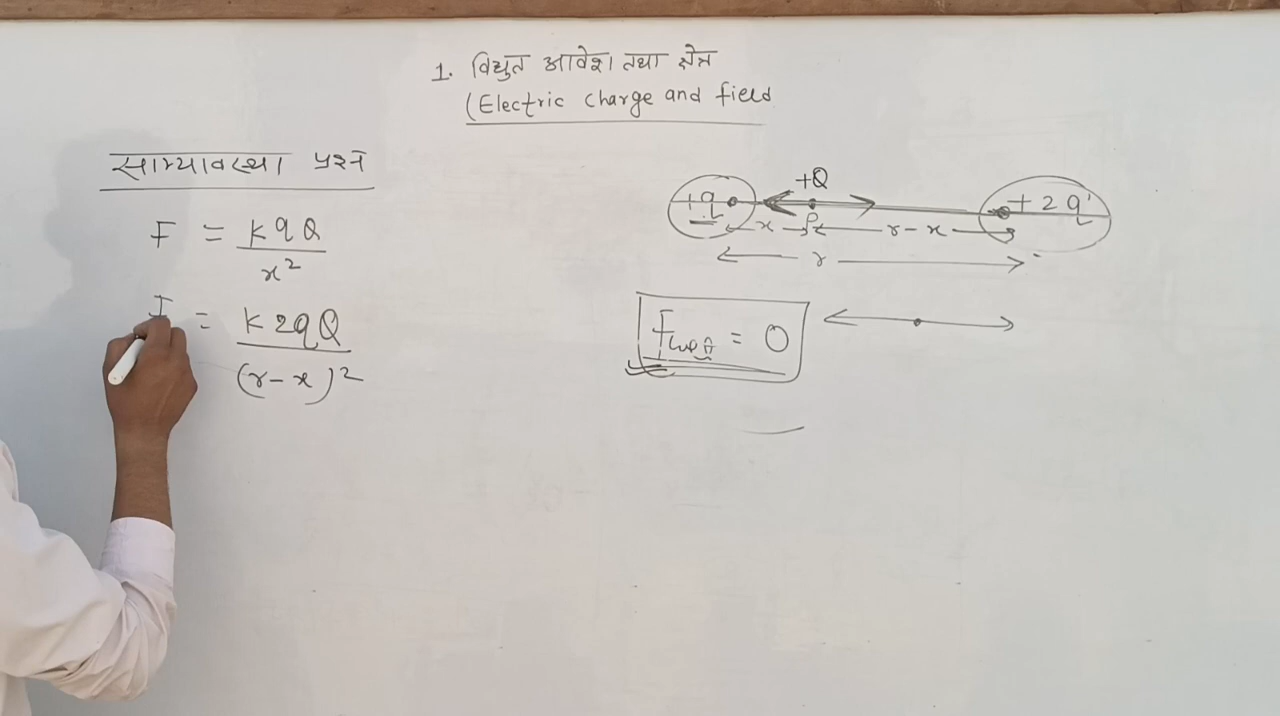 1. विद्युत आवेश तथा क्षेत्र
(Electric charge and field
साम्यावस्था प्रश्न
F = kqQ / x²
F = k2qQ / (r-x)²
+Q
+q +2q
x P r-x
r
F = 0